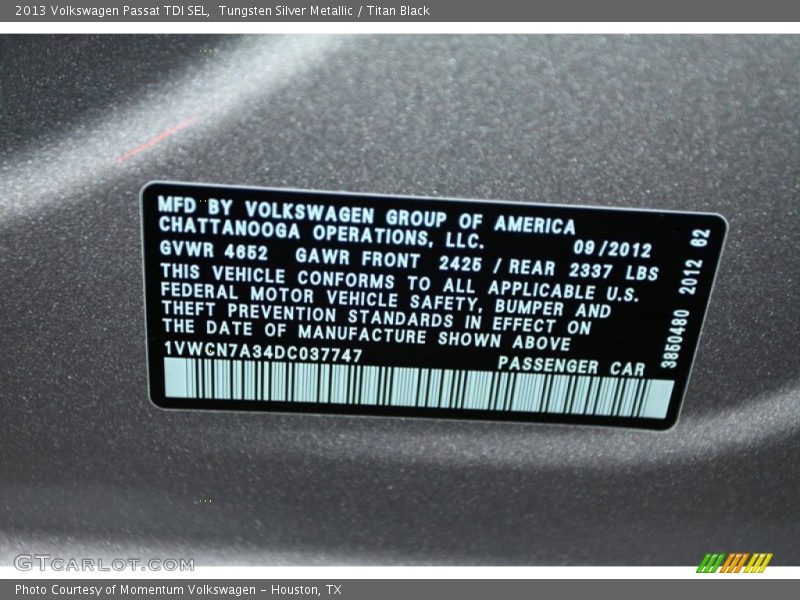 2013 Volkswagen Passat TDI SEL,  Tungsten Silver Metallic / Titan Black
MFD BY VOLKSWAGEN GROUP OF AMERICA
CHATTANOOGA OPERATIONS, LLC. 09/2012
GVWR 4652 GAWR FRONT 2425 / REAR 2337 LBS
THIS VEHICLE CONFORMS TO ALL APPLICABLE U.S.
FEDERAL MOTOR VEHICLE SAFETY, BUMPER AND
THEFT PREVENTION STANDARDS IN EFFECT ON
THE DATE OF MANUFACTURE SHOWN ABOVE
1VWCN7A34DC037747 PASSENGER CAR
3850480 2012 62
GTCARLOT.COM
Photo Courtesy of Momentum Volkswagen - Houston, TX